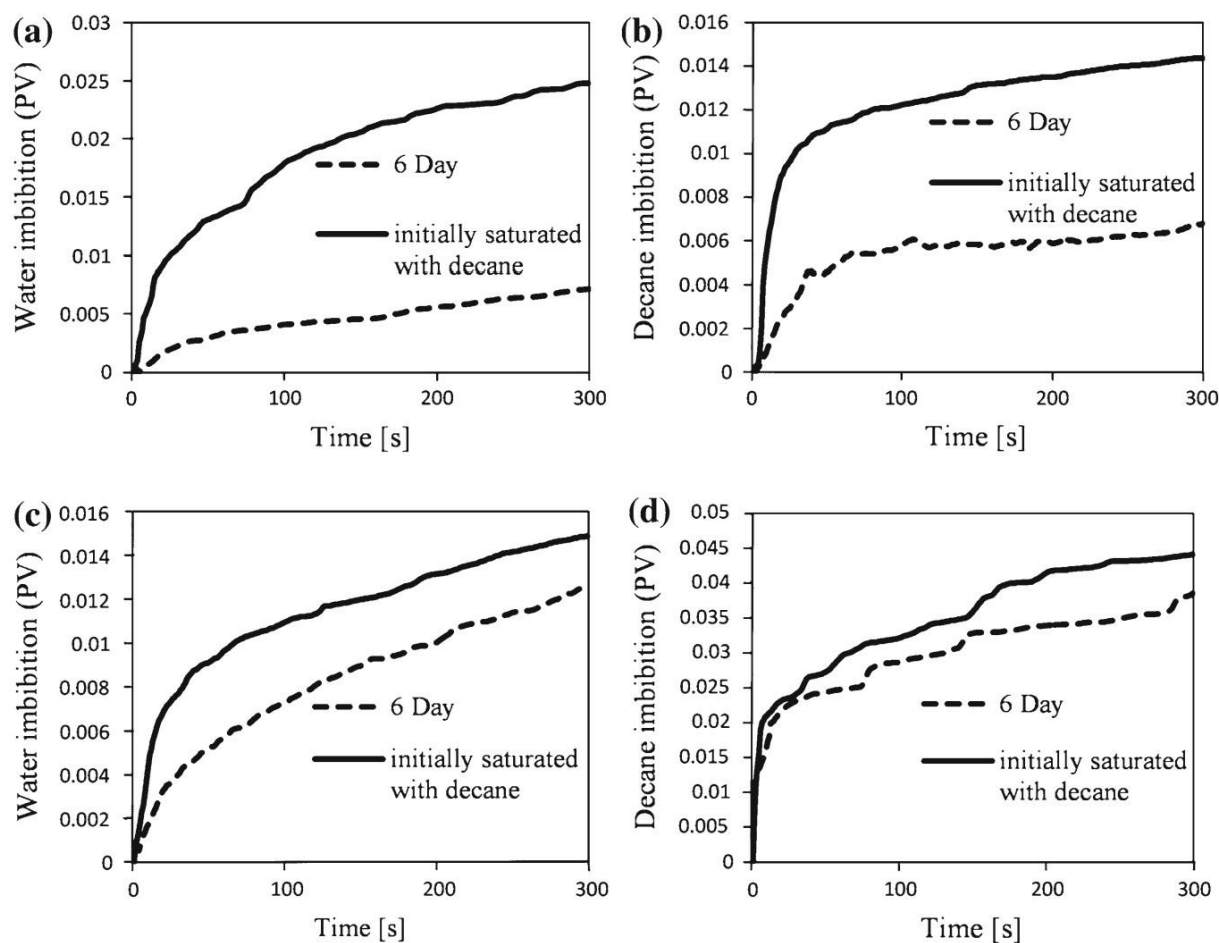 (a)
Water imbibition (PV)
0.03
0.025
0.02
0.015
0.01
0.005
0
0
100
200
300
Time [s]
6 Day
initially saturated
with decane
(b)
Decane imbibition (PV)
0.016
0.014
0.012
0.01
0.008
0.006
0.004
0.002
0
0
100
200
300
Time [s]
6 Day
initially saturated
with decane
(c)
Water imbibition (PV)
0.016
0.014
0.012
0.01
0.008
0.006
0.004
0.002
0
0
100
200
300
Time [s]
6 Day
initially saturated
with decane
(d)
Decane imbibition (PV)
0.05
0.045
0.04
0.035
0.03
0.025
0.02
0.015
0.01
0.005
0
0
100
200
300
Time [s]
6 Day
initially saturated
with decane